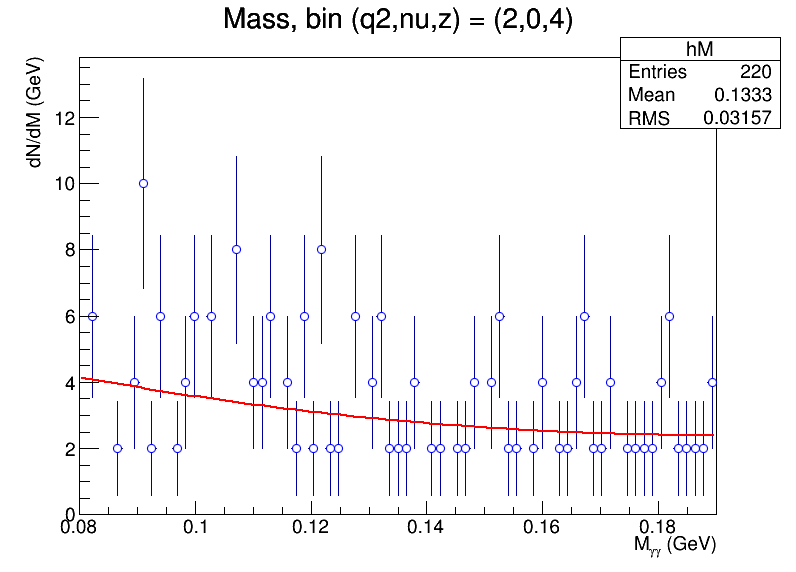 Mass, bin (q2,nu,z) = (2,0,4)
hM
Entries 220
Mean 0.1333
RMS 0.03157
dN/dM (GeV)
12
10
8
6
4
2
0
0.08 0.1 0.12 0.14 0.16 0.18
Mγγ (GeV)